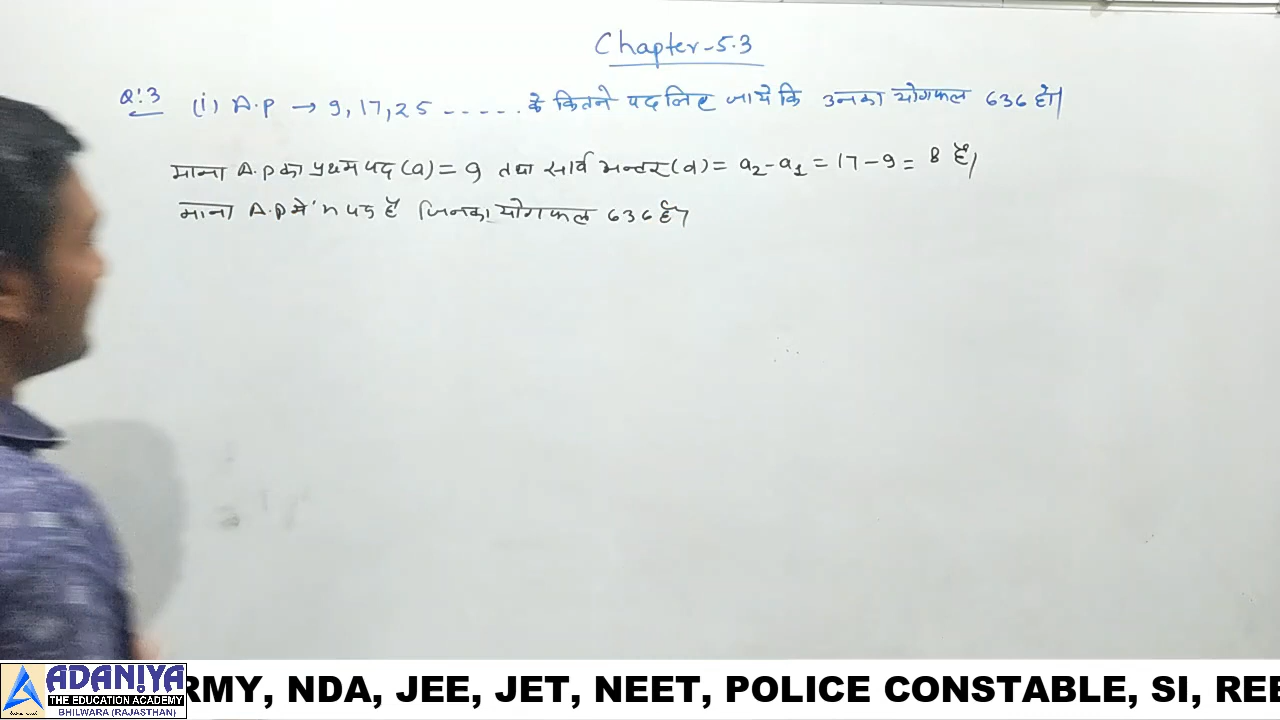 Chapter-5.3
Q:3 (i) A.P → 9,17,25 ------ के कितने पद लिए जाये कि उनका योगफल 636 हो।
माना A.P का प्रथम पद (a) = 9 तथा सार्व अन्तर (d) = a₂-a₁ = 17-9 = 8 है।
माना A.P मे 'n पद है जिनका योगफल 636 है।
ADANIYA
THE EDUCATION ACADEMY
BHILWARA (RAJASTHAN)
RMY, NDA, JEE, JET, NEET, POLICE CONSTABLE, SI, REE